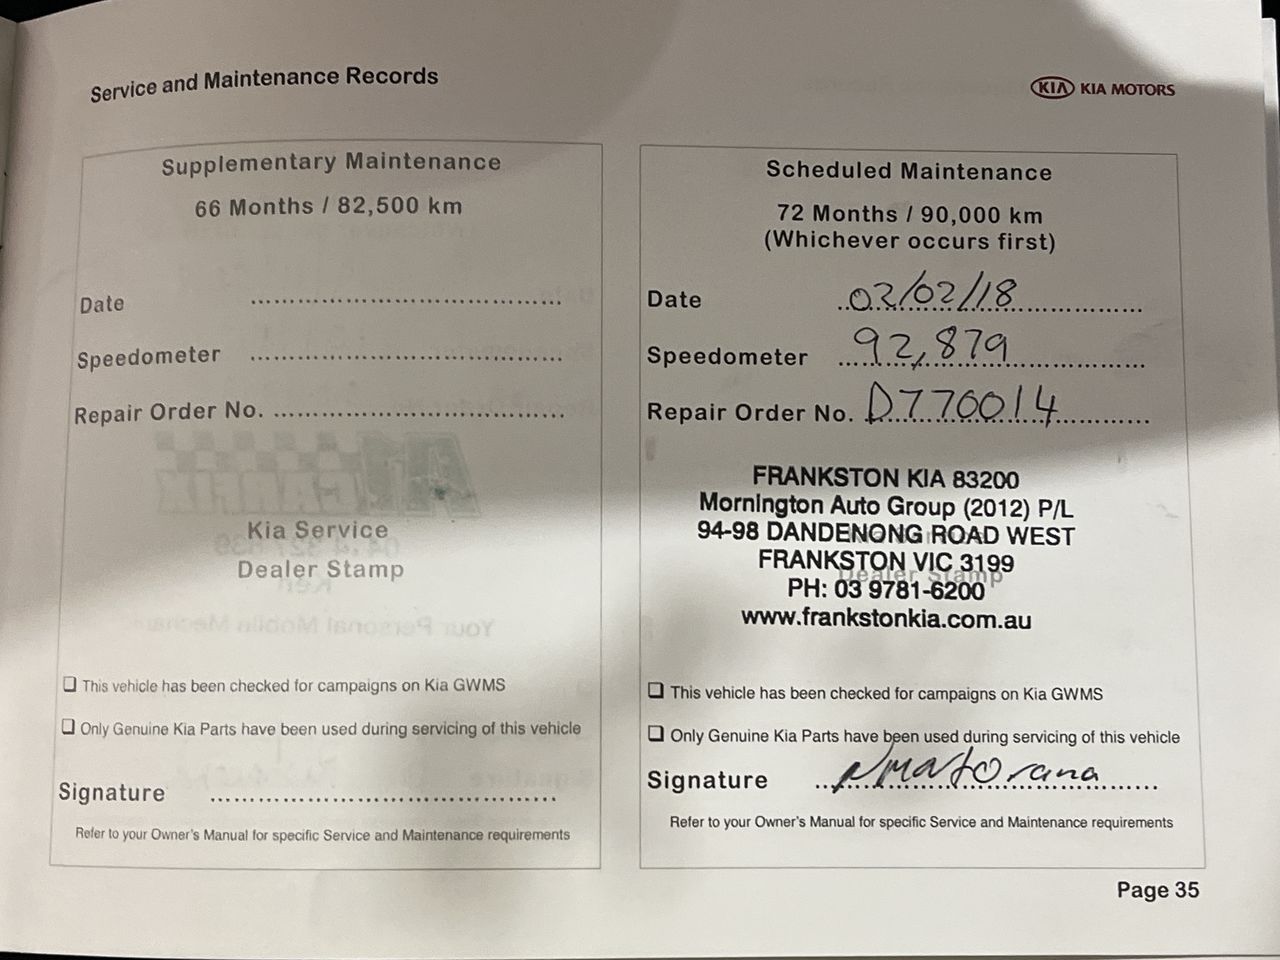 Service and Maintenance Records
KIA KIA MOTORS
Supplementary Maintenance
66 Months / 82,500 km
Date ........................................
Speedometer ........................................
Repair Order No. .....................................
Kia Service
Dealer Stamp
❏ This vehicle has been checked for campaigns on Kia GWMS
❏ Only Genuine Kia Parts have been used during servicing of this vehicle
Signature ............................................
Refer to your Owner's Manual for specific Service and Maintenance requirements
Scheduled Maintenance
72 Months / 90,000 km
(Whichever occurs first)
Date 02/02/18
Speedometer 92,879
Repair Order No. D770014
FRANKSTON KIA 83200
Mornington Auto Group (2012) P/L
94-98 DANDENONG ROAD WEST
FRANKSTON VIC 3199
Dealer Stamp
PH: 03 9781-6200
www.frankstonkia.com.au
❏ This vehicle has been checked for campaigns on Kia GWMS
❏ Only Genuine Kia Parts have been used during servicing of this vehicle
Signature
Refer to your Owner's Manual for specific Service and Maintenance requirements
Page 35